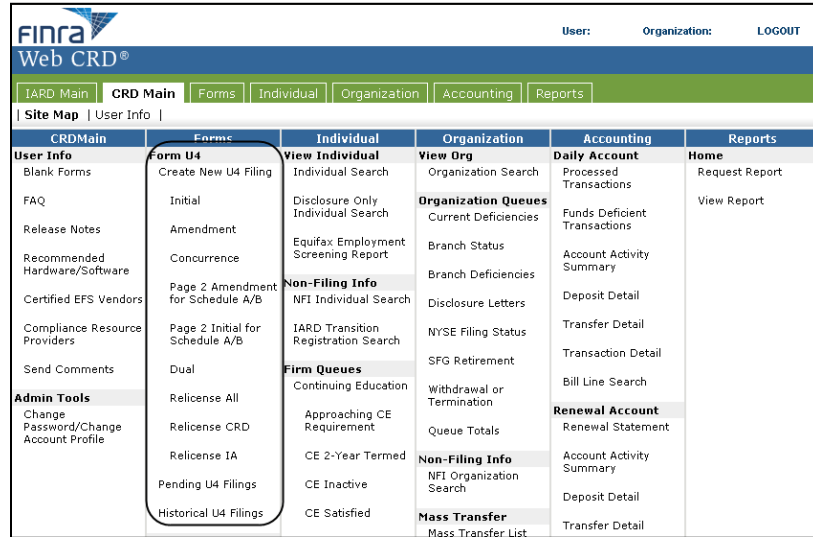 FINRA
User: Organization: LOGOUT
Web CRD®
IARD Main CRD Main Forms Individual Organization Accounting Reports
| Site Map | User Info |
CRDMain
User Info
Blank Forms
FAQ
Release Notes
Recommended
Hardware/Software
Certified EFS Vendors
Compliance Resource
Providers
Send Comments
Admin Tools
Change
Password/Change
Account Profile
Forms
Form U4
Create New U4 Filing
Initial
Amendment
Concurrence
Page 2 Amendment
for Schedule A/B
Page 2 Initial for
Schedule A/B
Dual
Relicense All
Relicense CRD
Relicense IA
Pending U4 Filings
Historical U4 Filings
Individual
View Individual
Individual Search
Disclosure Only
Individual Search
Equifax Employment
Screening Report
Non-Filing Info
NFI Individual Search
IARD Transition
Registration Search
Firm Queues
Continuing Education
Approaching CE
Requirement
CE 2-Year Termed
CE Inactive
CE Satisfied
Organization
View Org
Organization Search
Organization Queues
Current Deficiencies
Branch Status
Branch Deficiencies
Disclosure Letters
NYSE Filing Status
SFG Retirement
Withdrawal or
Termination
Queue Totals
Non-Filing Info
NFI Organization
Search
Mass Transfer
Mass Transfer List
Accounting
Daily Account
Processed
Transactions
Funds Deficient
Transactions
Account Activity
Summary
Deposit Detail
Transfer Detail
Transaction Detail
Bill Line Search
Renewal Account
Renewal Statement
Account Activity
Summary
Deposit Detail
Transfer Detail
Reports
Home
Request Report
View Report